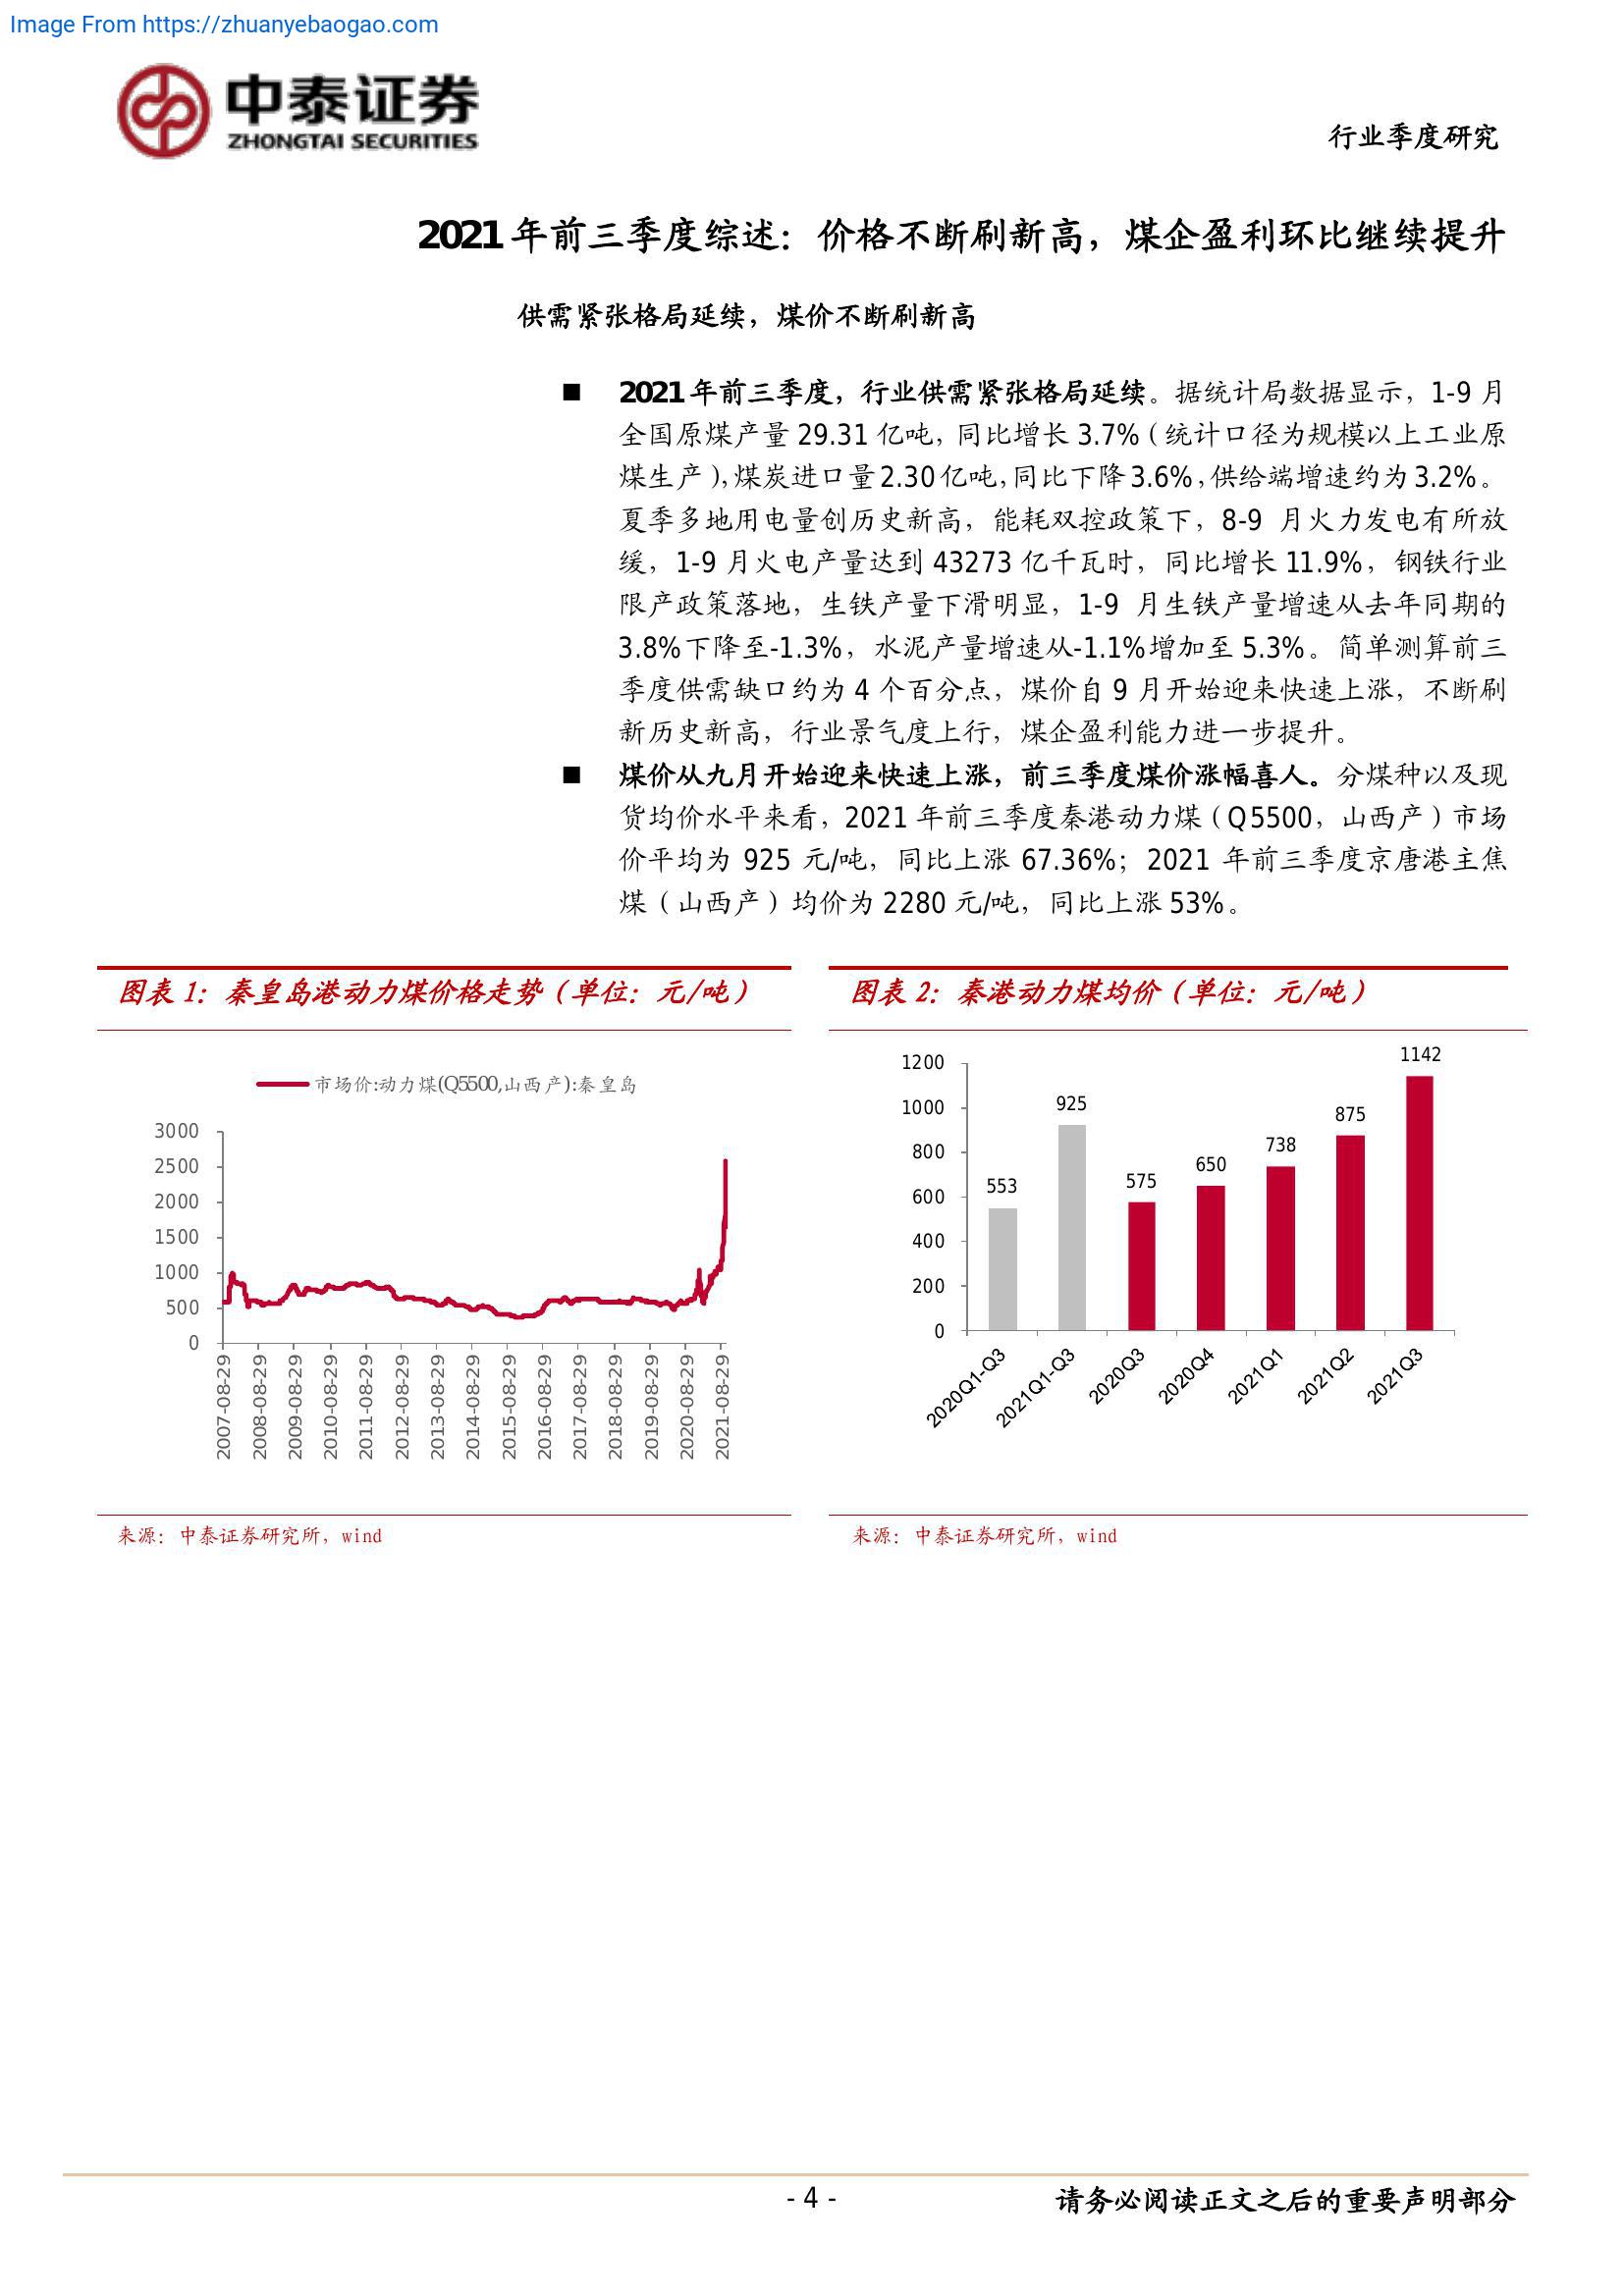 Image From https://zhuanyebaogao.com
中泰证券
ZHONGTAI SECURITIES
行业季度研究
2021年前三季度综述：价格不断刷新高，煤企盈利环比继续提升
供需紧张格局延续，煤价不断刷新高
■ 2021年前三季度，行业供需紧张格局延续。据统计局数据显示，1-9 月
全国原煤产量 29.31 亿吨，同比增长 3.7%（统计口径为规模以上工业原
煤生产），煤炭进口量2.30亿吨，同比下降3.6%，供给端增速约为3.2%。
夏季多地用电量创历史新高，能耗双控政策下，8-9 月火力发电有所放
缓，1-9 月火电产量达到 43273 亿千瓦时，同比增长 11.9%，钢铁行业
限产政策落地，生铁产量下滑明显，1-9 月生铁产量增速从去年同期的
3.8%下降至-1.3%，水泥产量增速从-1.1%增加至 5.3%。简单测算前三
季度供需缺口约为 4 个百分点，煤价自 9 月开始迎来快速上涨，不断刷
新历史新高，行业景气度上行，煤企盈利能力进一步提升。
■ 煤价从九月开始迎来快速上涨，前三季度煤价涨幅喜人。分煤种以及现
货均价水平来看，2021 年前三季度秦港动力煤（Q5500，山西产）市场
价平均为 925 元/吨，同比上涨 67.36%；2021 年前三季度京唐港主焦
煤（山西产）均价为 2280 元/吨，同比上涨 53%。
图表 1：秦皇岛港动力煤价格走势（单位：元/吨）
市场价:动力煤(Q5500,山西产):秦皇岛
3000
2500
2000
1500
1000
500
0
2007-08-29
2008-08-29
2009-08-29
2010-08-29
2011-08-29
2012-08-29
2013-08-29
2014-08-29
2015-08-29
2016-08-29
2017-08-29
2018-08-29
2019-08-29
2020-08-29
2021-08-29
来源：中泰证券研究所，wind
图表 2：秦港动力煤均价（单位：元/吨）
1200
1000
800
600
400
200
0
553
925
575
650
738
875
1142
2020Q1-Q3
2021Q1-Q3
2020Q3
2020Q4
2021Q1
2021Q2
2021Q3
来源：中泰证券研究所，wind
- 4 -
请务必阅读正文之后的重要声明部分